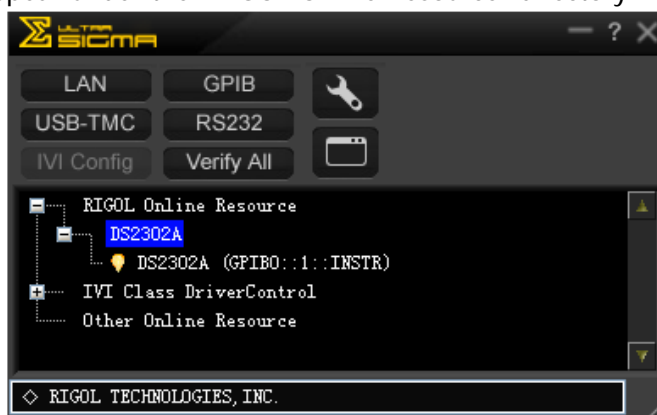 ULTRA
SIGMA
?
LAN
GPIB
USB-TMC
RS232
IVI Config
Verify All
RIGOL Online Resource
DS2302A
DS2302A (GPIB0::1::INSTR)
IVI Class DriverControl
Other Online Resource
RIGOL TECHNOLOGIES, INC.